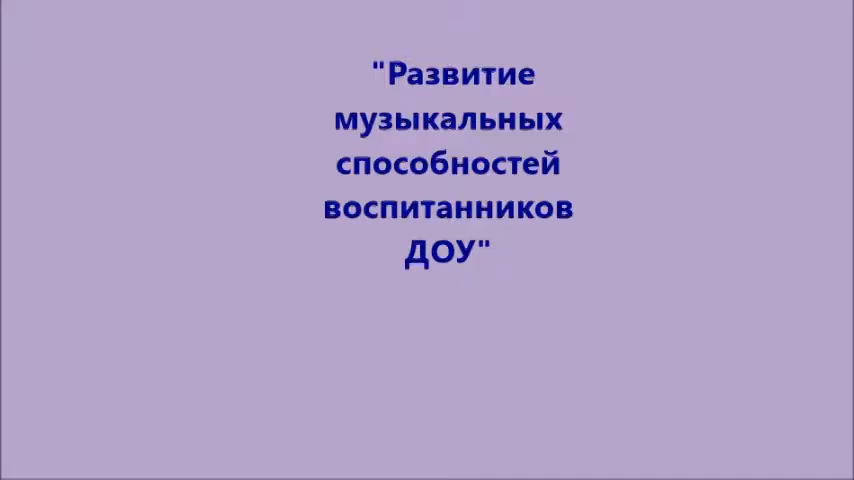 "Развитие
музыкальных
способностей
воспитанников
ДОУ"